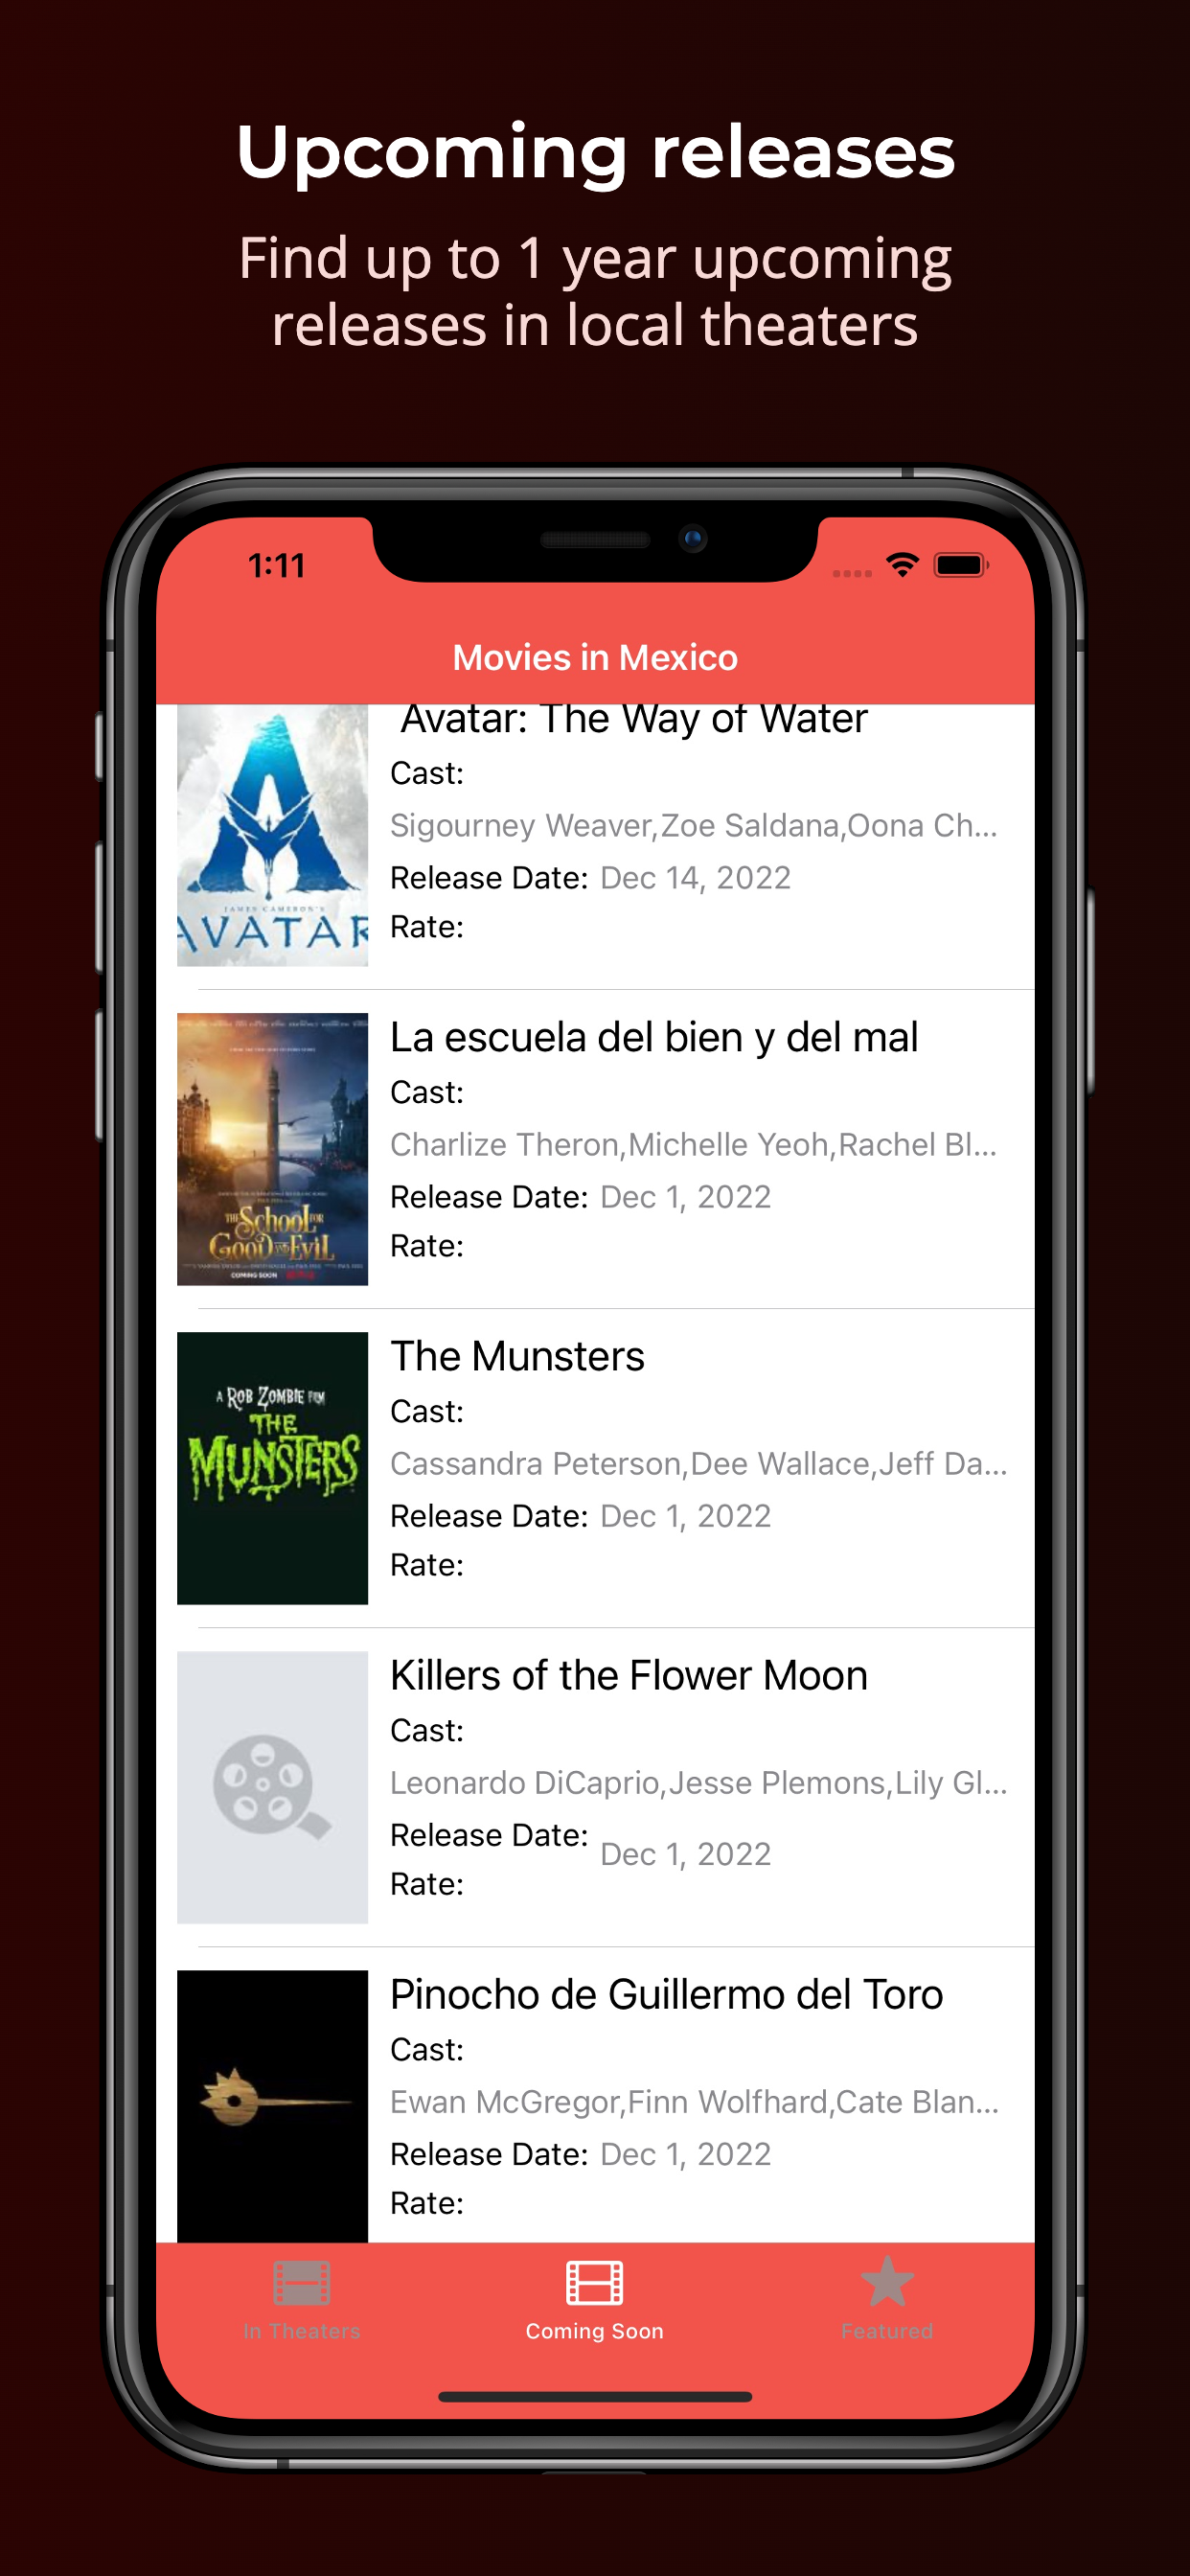 Upcoming releases
Find up to 1 year upcoming
releases in local theaters
1:11
Movies in Mexico
Avatar: The Way of Water
Cast:
Sigourney Weaver,Zoe Saldana,Oona Ch...
Release Date: Dec 14, 2022
Rate:
JAMES CAMERON'S
AVATAR
La escuela del bien y del mal
Cast:
Charlize Theron,Michelle Yeoh,Rachel Bl...
Release Date: Dec 1, 2022
Rate:
THE School FOR
Good AND Evil
COMING SOON
The Munsters
Cast:
Cassandra Peterson,Dee Wallace,Jeff Da...
Release Date: Dec 1, 2022
Rate:
A ROB ZOMBIE FILM
THE
MUNSTERS
Killers of the Flower Moon
Cast:
Leonardo DiCaprio,Jesse Plemons,Lily Gl...
Release Date: Dec 1, 2022
Rate:
Pinocho de Guillermo del Toro
Cast:
Ewan McGregor,Finn Wolfhard,Cate Blan...
Release Date: Dec 1, 2022
Rate:
In Theaters
Coming Soon
Featured